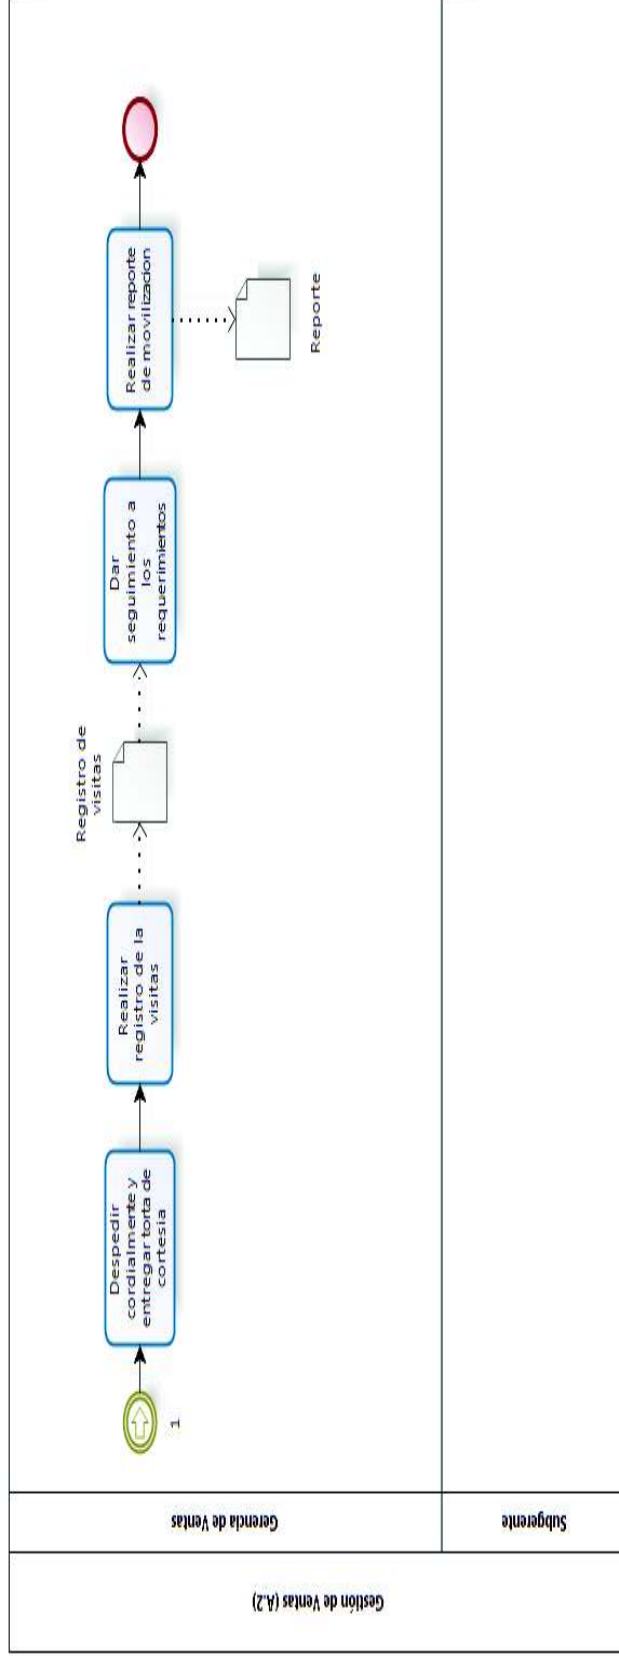 Gestión de Ventas (A.2)
Gerencia de Ventas
Subgerente
1
Despedir
cordialmente y
entregar torta de
cortesia
Realizar
registro de la
visitas
Registro de
visitas
Dar
seguimiento a
los
requerimientos
Realizar reporte
de movilizacion
Reporte